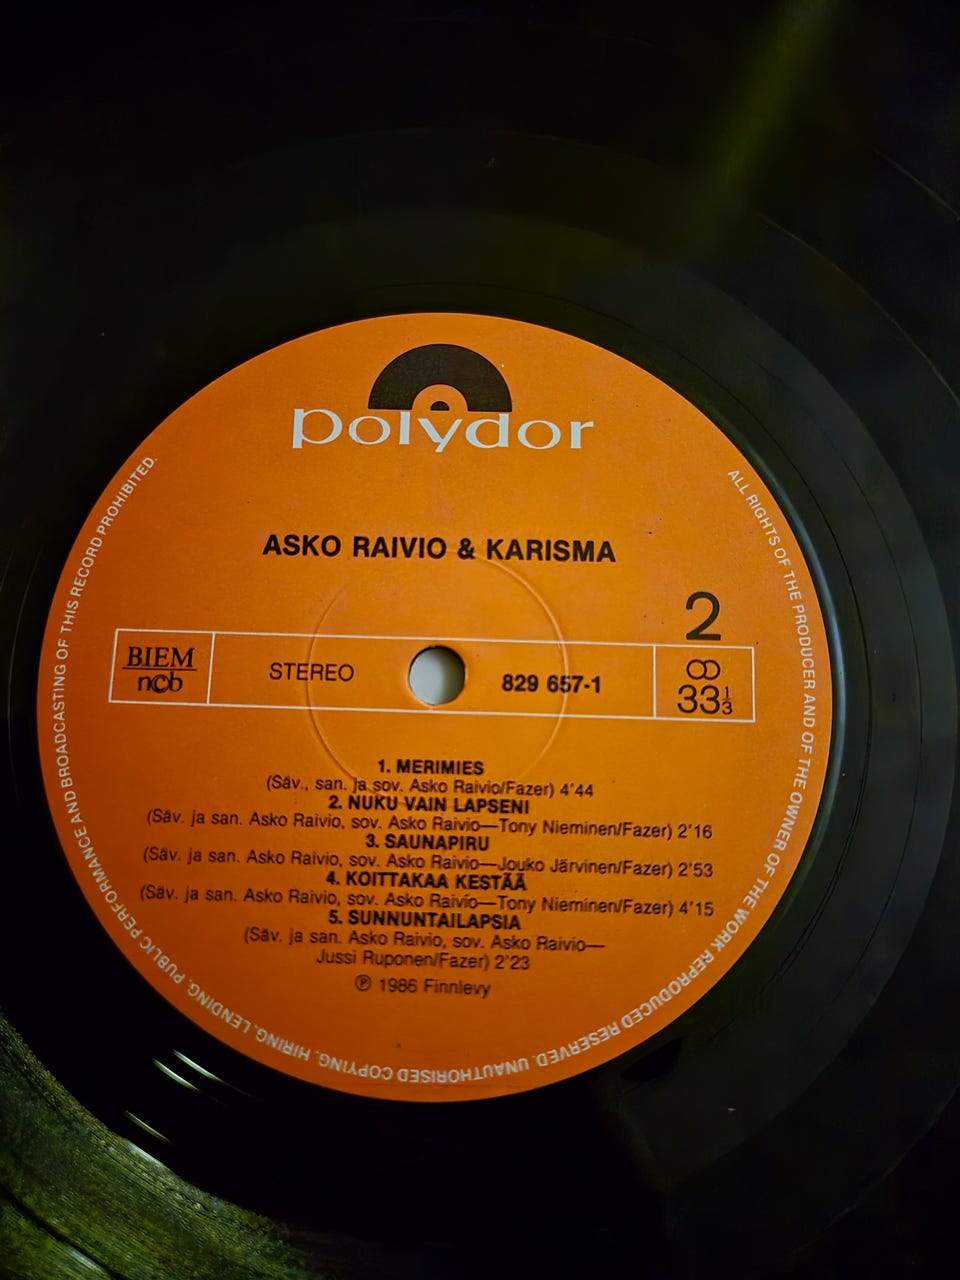 polydor
ASKO RAIVIO & KARISMA
2
BIEM
ncb
STEREO
829 657-1
33 1/3
1. MERIMIES
(Säv., san. ja sov. Asko Raivio/Fazer) 4'44
2. NUKU VAIN LAPSENI
(Säv. ja san. Asko Raivio, sov. Asko Raivio—Tony Nieminen/Fazer) 2'16
3. SAUNAPIRU
(Säv. ja san. Asko Raivio, sov. Asko Raivio—Jouko Järvinen/Fazer) 2'53
4. KOITTAKAA KESTÄÄ
(Säv. ja san. Asko Raivio, sov. Asko Raivio—Tony Nieminen/Fazer) 4'15
5. SUNNUNTAILAPSIA
(Säv. ja san. Asko Raivio, sov. Asko Raivio—
Jussi Ruponen/Fazer) 2'23
℗ 1986 Finnlevy
ALL RIGHTS OF THE PRODUCER AND OF THE OWNER OF THE WORK REPRODUCED RESERVED. UNAUTHORISED COPYING, HIRING, LENDING, PUBLIC PERFORMANCE AND BROADCASTING OF THIS RECORD PROHIBITED.